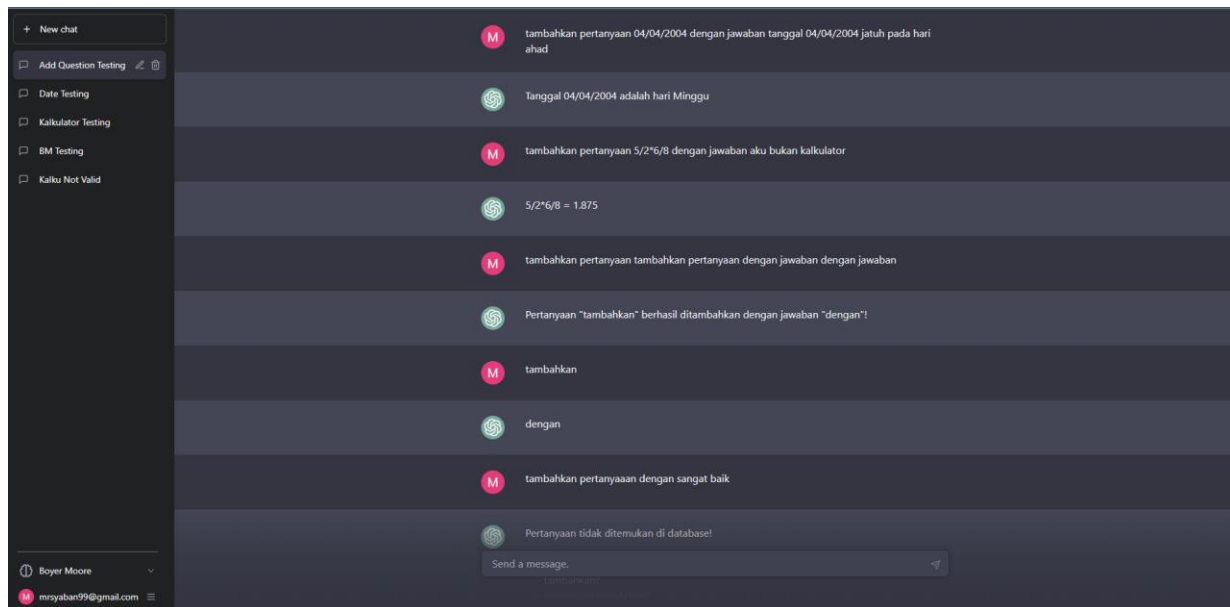 + New chat
Add Question Testing
Date Testing
Kalkulator Testing
BM Testing
Kalku Not Valid
Boyer Moore
M mrsyaban99@gmail.com
M tambahkan pertanyaan 04/04/2004 dengan jawaban tanggal 04/04/2004 jatuh pada hari
ahad
Tanggal 04/04/2004 adalah hari Minggu
M tambahkan pertanyaan 5/2*6/8 dengan jawaban aku bukan kalkulator
5/2*6/8 = 1.875
M tambahkan pertanyaan tambahkan pertanyaan dengan jawaban dengan jawaban
Pertanyaan "tambahkan" berhasil ditambahkan dengan jawaban "dengan"!
M tambahkan
dengan
M tambahkan pertanyaaan dengan sangat baik
Pertanyaan tidak ditemukan di database!
Send a message.
tambahkan?